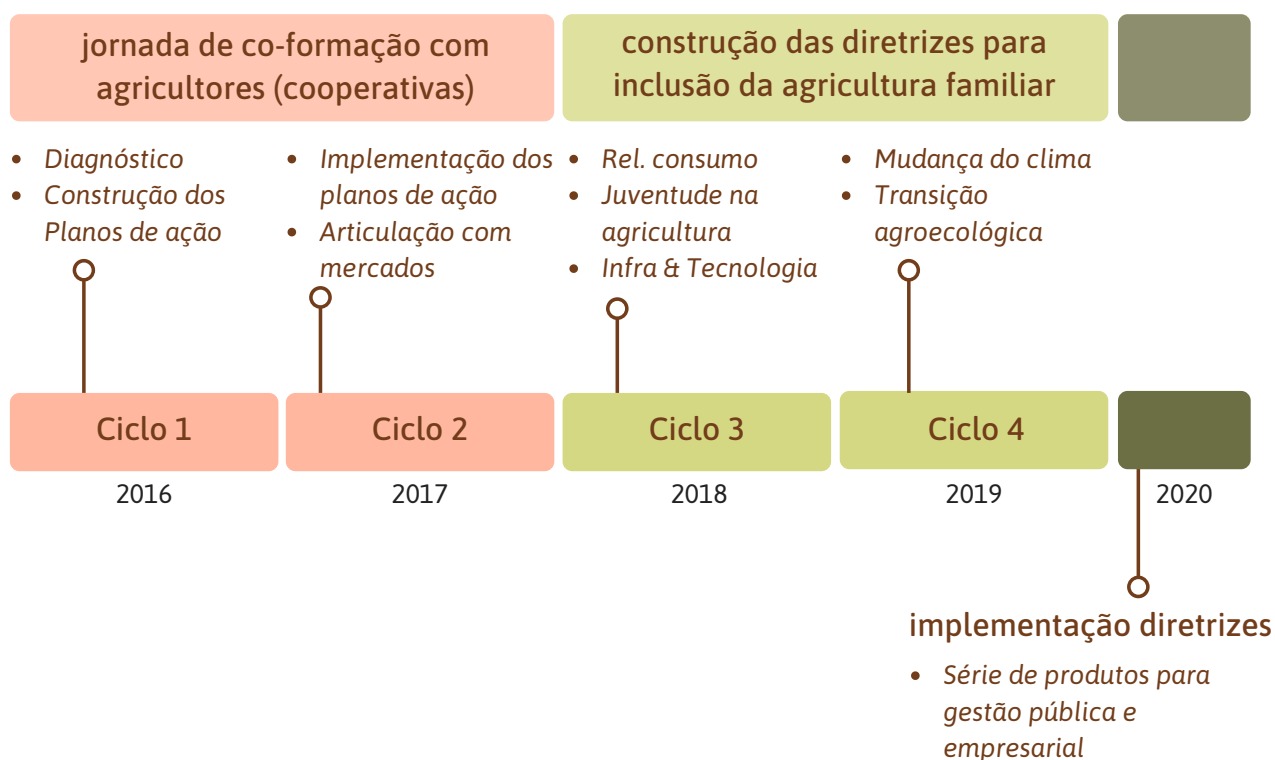 jornada de co-formação com
agricultores (cooperativas)
construção das diretrizes para
inclusão da agricultura familiar
• Diagnóstico
• Construção dos
Planos de ação
• Implementação dos
planos de ação
• Articulação com
mercados
• Rel. consumo
• Juventude na
agricultura
• Infra & Tecnologia
• Mudança do clima
• Transição
agroecológica
Ciclo 1
Ciclo 2
Ciclo 3
Ciclo 4
2016
2017
2018
2019
2020
implementação diretrizes
• Série de produtos para
gestão pública e
empresarial